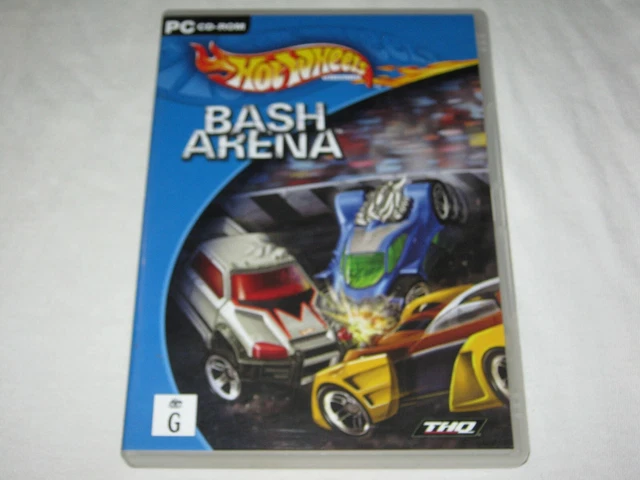 PC CD-ROM
HOT WHEELS
BASH
ARENA
G
THQ